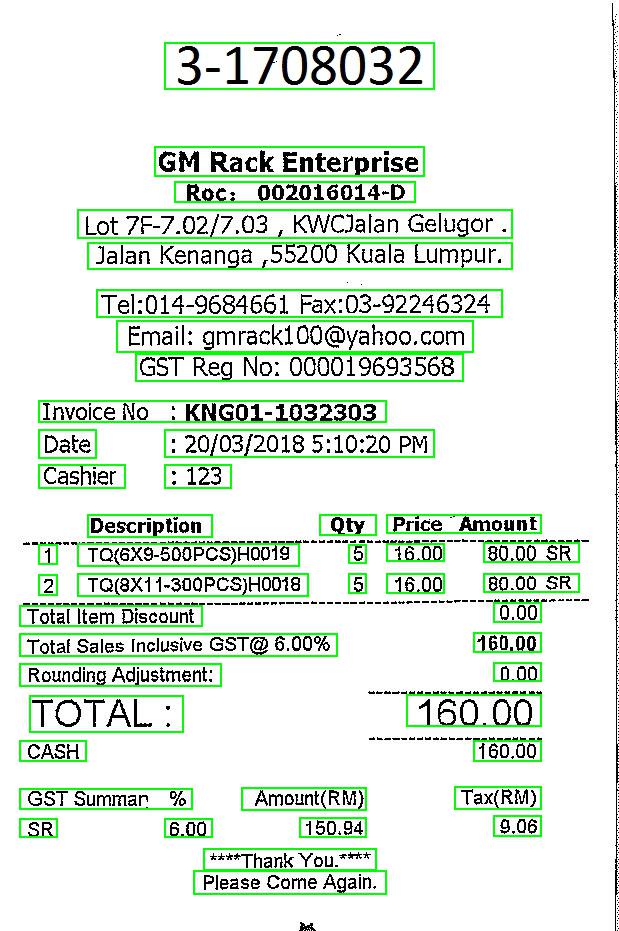 3-1708032
GM Rack Enterprise
Roc: 002016014-D
Lot 7F-7.02/7.03 , KWCJalan Gelugor .
Jalan Kenanga ,55200 Kuala Lumpur.
Tel:014-9684661 Fax:03-92246324
Email: gmrack100@yahoo.com
GST Reg No: 000019693568
Invoice No : KNG01-1032303
Date : 20/03/2018 5:10:20 PM
Cashier : 123
Description Qty Price Amount
1 TQ(6X9-500PCS)H0019 5 16.00 80.00 SR
2 TQ(8X11-300PCS)H0018 5 16.00 80.00 SR
Total Item Discount 0.00
Total Sales Inclusive GST@ 6.00% 160.00
Rounding Adjustment: 0.00
TOTAL : 160.00
CASH 160.00
GST Summar % Amount(RM) Tax(RM)
SR 6.00 150.94 9.06
****Thank You.****
Please Come Again.